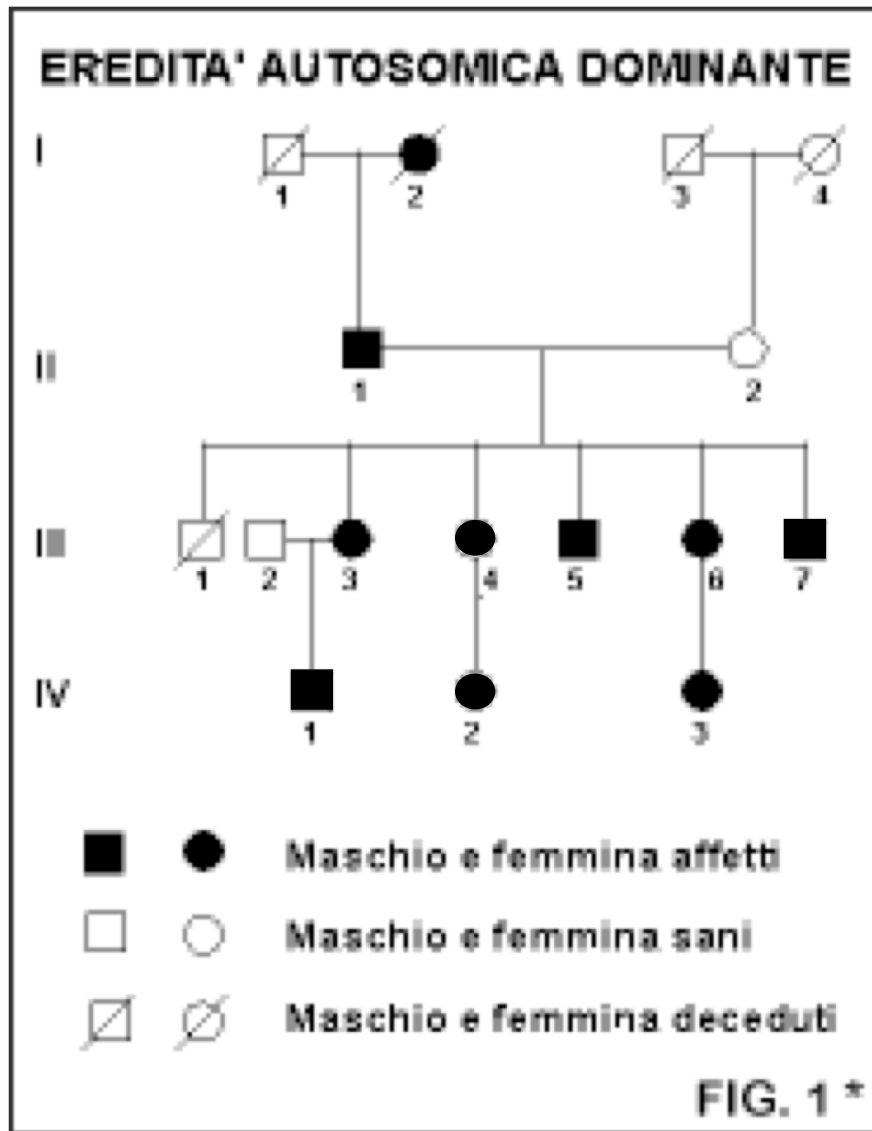 EREDITA' AUTOSOMICA DOMINANTE
I
1 2 3 4
II
1 2
III
1 2 3 4 5 6 7
IV
1 2 3
Maschio e femmina affetti
Maschio e femmina sani
Maschio e femmina deceduti
FIG. 1 *